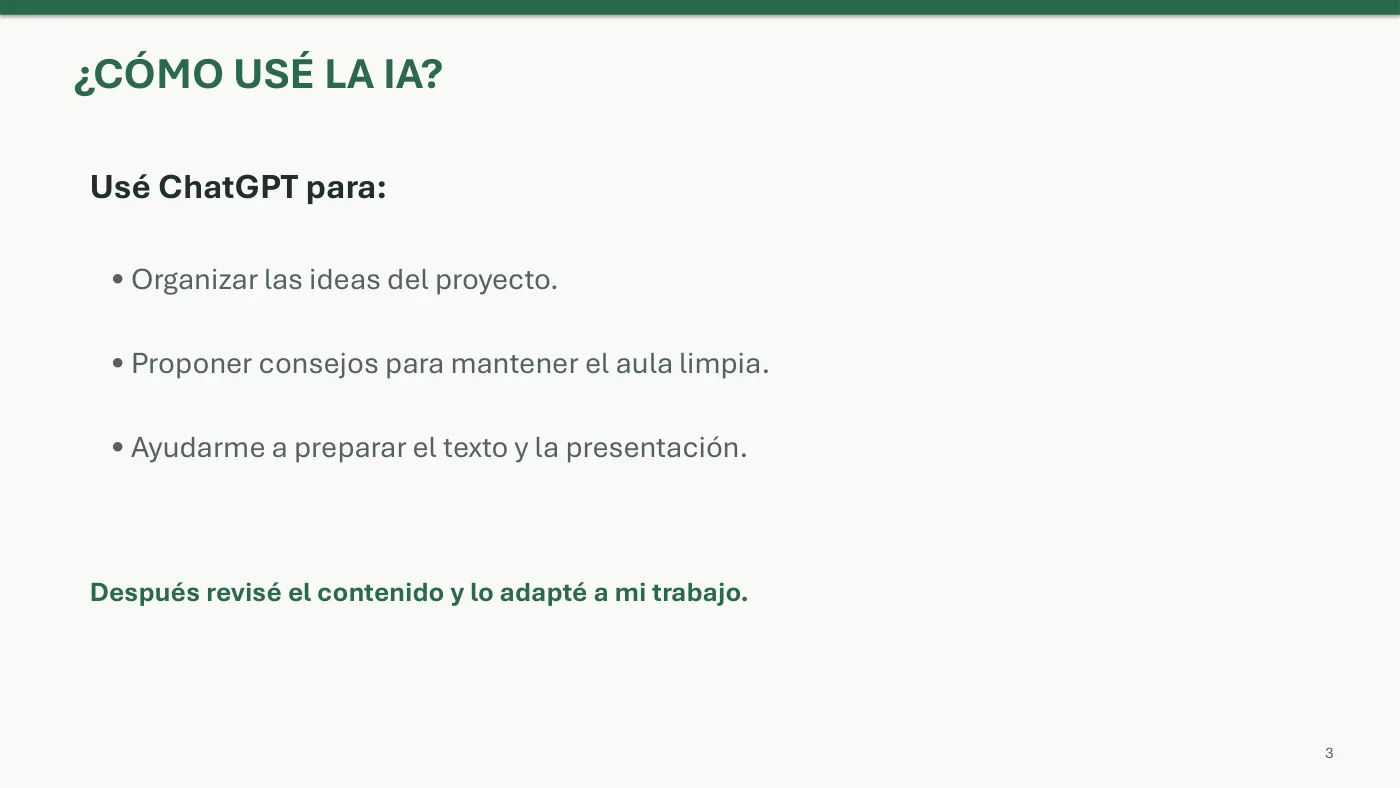 ¿CÓMO USÉ LA IA?
Usé ChatGPT para:
• Organizar las ideas del proyecto.
• Proponer consejos para mantener el aula limpia.
• Ayudarme a preparar el texto y la presentación.
Después revisé el contenido y lo adapté a mi trabajo.
3